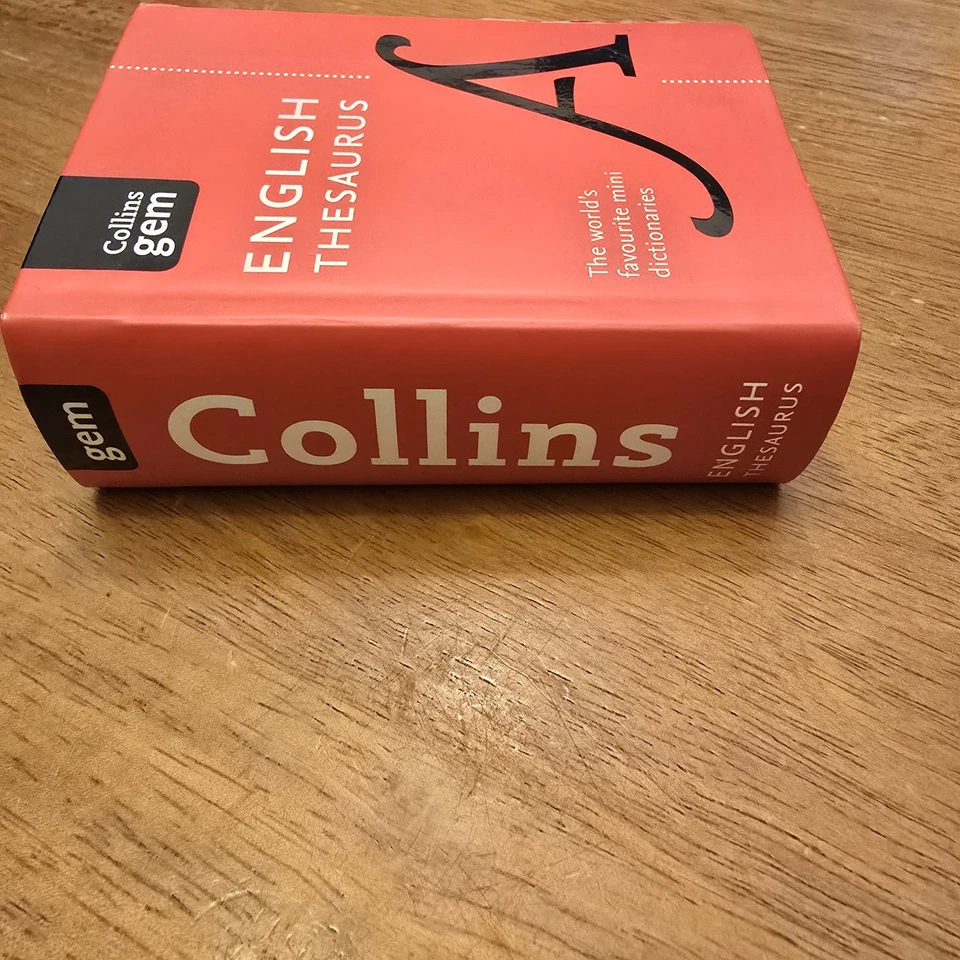 Collins
gem
ENGLISH
THESAURUS
A
The world's
favourite mini
dictionaries
gem
Collins
ENGLISH
THESAURUS